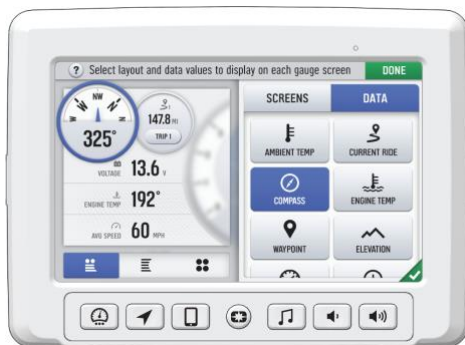 ? Select layout and data values to display on each gauge screen DONE
NW
N
325°
147.8 MI
TRIP 1
VOLTAGE 13.6 V
ENGINE TEMP 192°
AVG SPEED 60 MPH
SCREENS DATA
AMBIENT TEMP CURRENT RIDE
COMPASS ENGINE TEMP
WAYPOINT ELEVATION